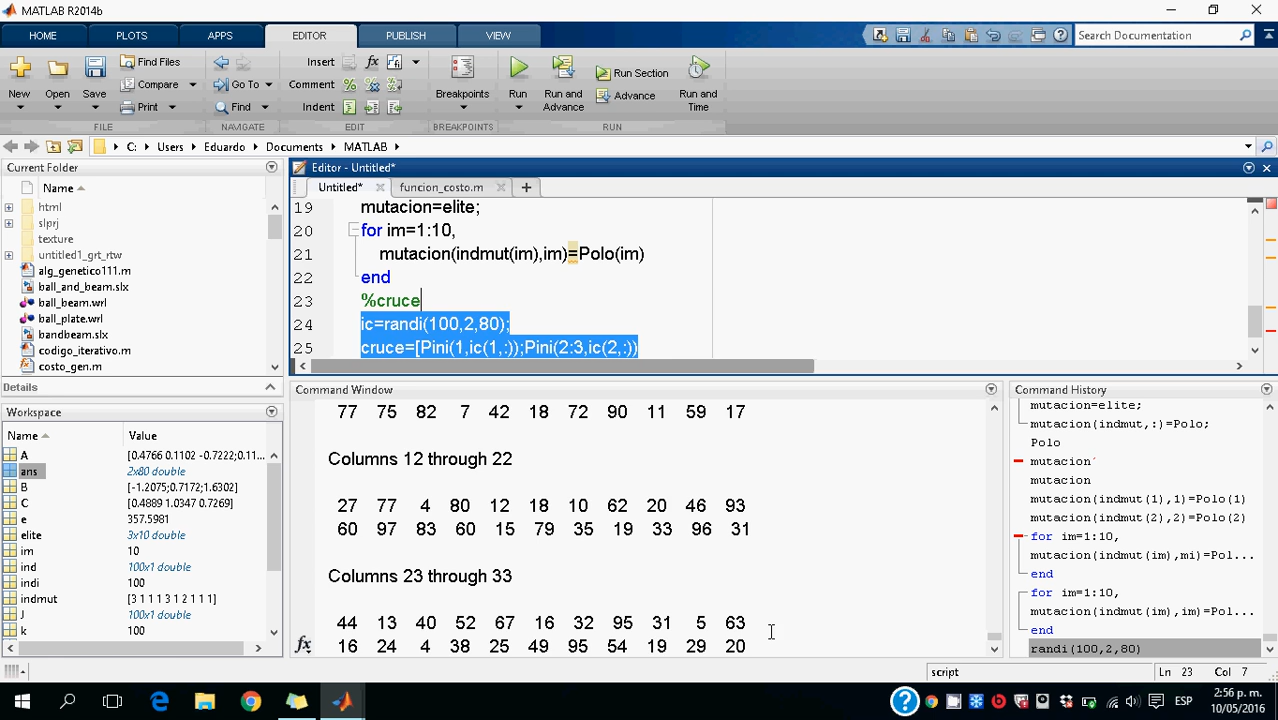 MATLAB R2014b
HOME PLOTS APPS EDITOR PUBLISH VIEW Search Documentation
New Open Save Find Files Compare Print
Go To Find
Insert Comment Indent
Breakpoints Run Run and Advance Run Section Advance Run and Time
FILE NAVIGATE EDIT BREAKPOINTS RUN
C: Users Eduardo Documents MATLAB
Current Folder
Name
html
slprj
texture
untitled1_grt_rtw
alg_genetico111.m
ball_and_beam.slx
ball_beam.wrl
ball_plate.wrl
bandbeam.slx
codigo_iterativo.m
costo_gen.m
Details
Workspace
Name Value
A [0.4766 0.1102 -0.7222;0.11...
ans 2x80 double
B [-1.2075;0.7172;1.6302]
C [0.4889 1.0347 0.7269]
e 357.5981
elite 3x10 double
im 10
ind 100x1 double
indi 100
indmut [3 1 1 1 3 1 2 1 1 1]
J 100x1 double
k 100
Editor - Untitled*
Untitled* funcion_costo.m
19 mutacion=elite;
20 for im=1:10,
21 mutacion(indmut(im),im)=Polo(im)
22 end
23 %cruce
24 ic=randi(100,2,80);
25 cruce=[Pini(1,ic(1,:));Pini(2:3,ic(2,:))
Command Window
77 75 82 7 42 18 72 90 11 59 17
Columns 12 through 22
27 77 4 80 12 18 10 62 20 46 93
60 97 83 60 15 79 35 19 33 96 31
Columns 23 through 33
44 13 40 52 67 16 32 95 31 5 63
fx 16 24 4 38 25 49 95 54 19 29 20
Command History
mutacion=elite;
mutacion(indmut,:)=Polo;
Polo
mutacion´
mutacion
mutacion(indmut(1),1)=Polo(1)
mutacion(indmut(2),2)=Polo(2)
for im=1:10,
mutacion(indmut(im),mi)=Pol...
end
for im=1:10,
mutacion(indmut(im),im)=Pol...
end
randi(100,2,80)
script Ln 23 Col 7
ESP
2:56 p. m.
10/05/2016